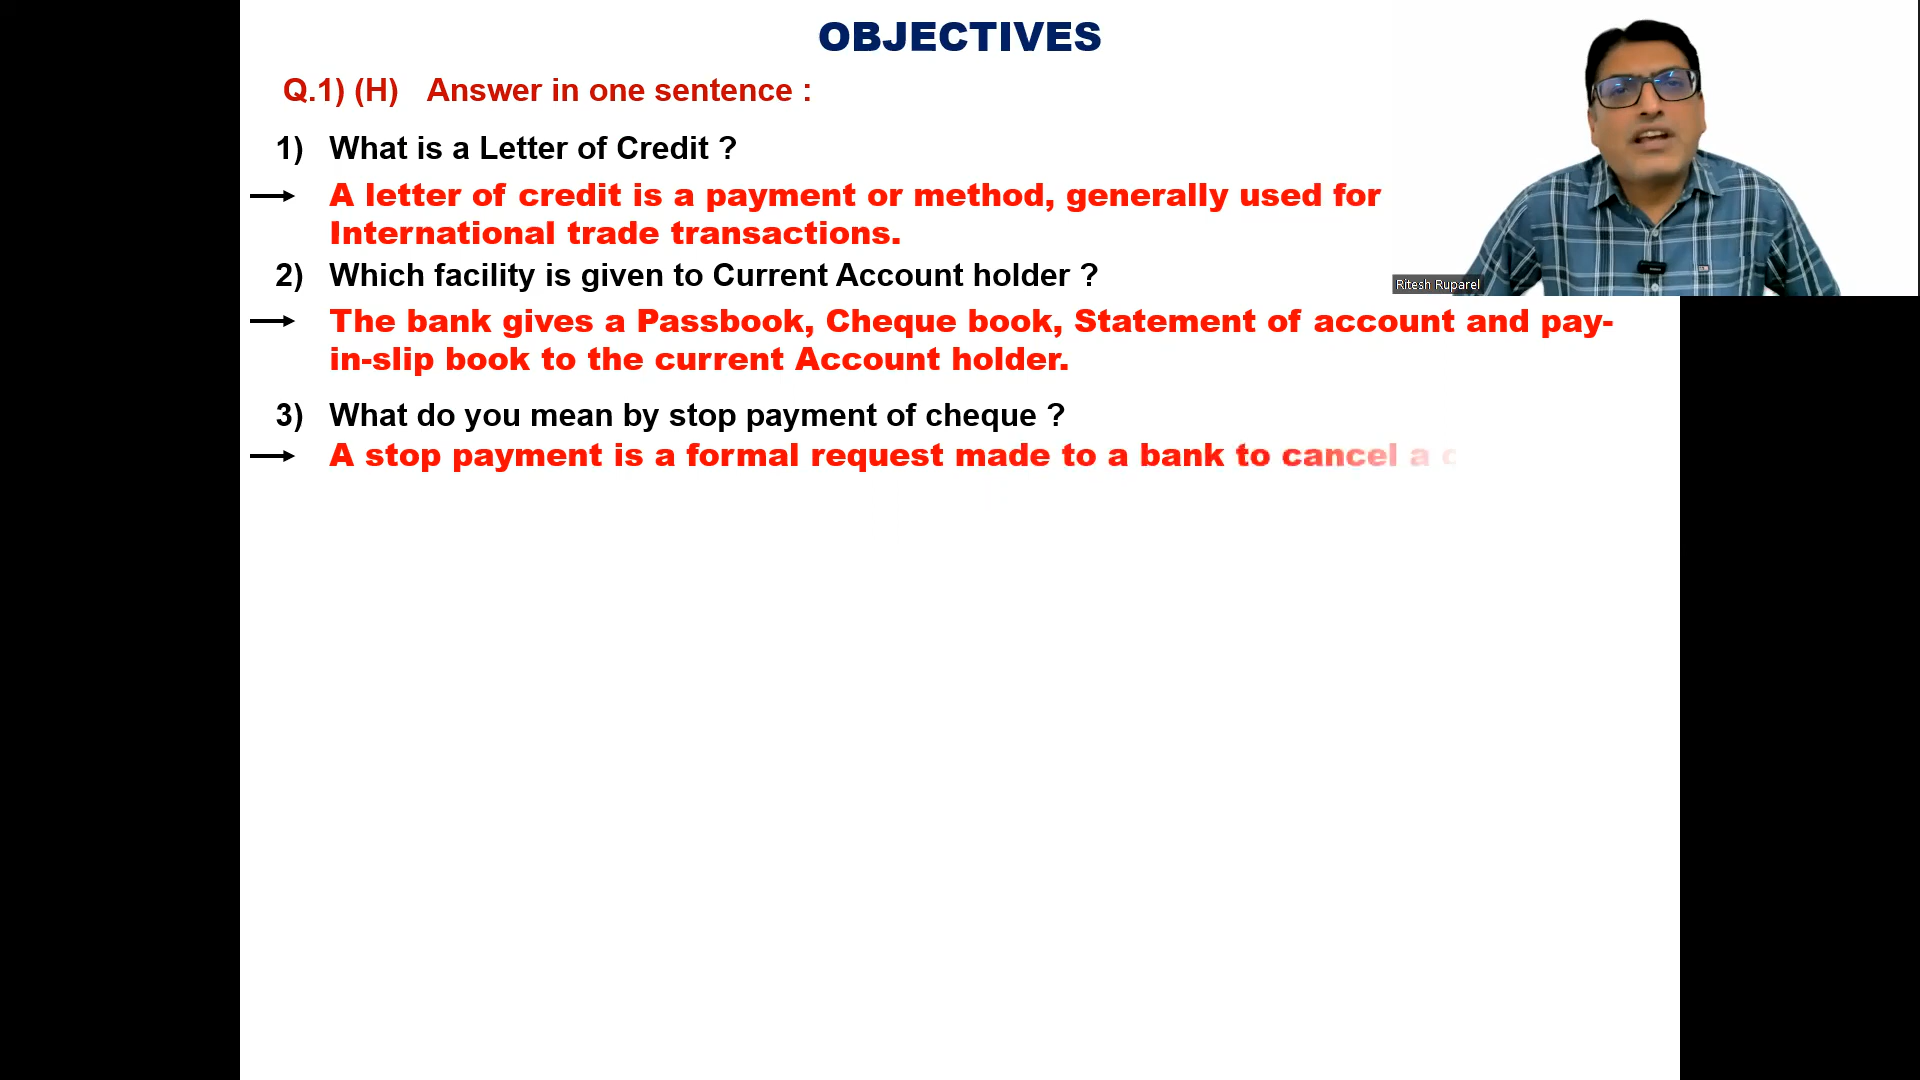 OBJECTIVES
Q.1) (H) Answer in one sentence :
1) What is a Letter of Credit ?
A letter of credit is a payment or method, generally used for
International trade transactions.
2) Which facility is given to Current Account holder ?
Ritesh Ruparel
The bank gives a Passbook, Cheque book, Statement of account and pay-
in-slip book to the current Account holder.
3) What do you mean by stop payment of cheque ?
A stop payment is a formal request made to a bank to cancel a